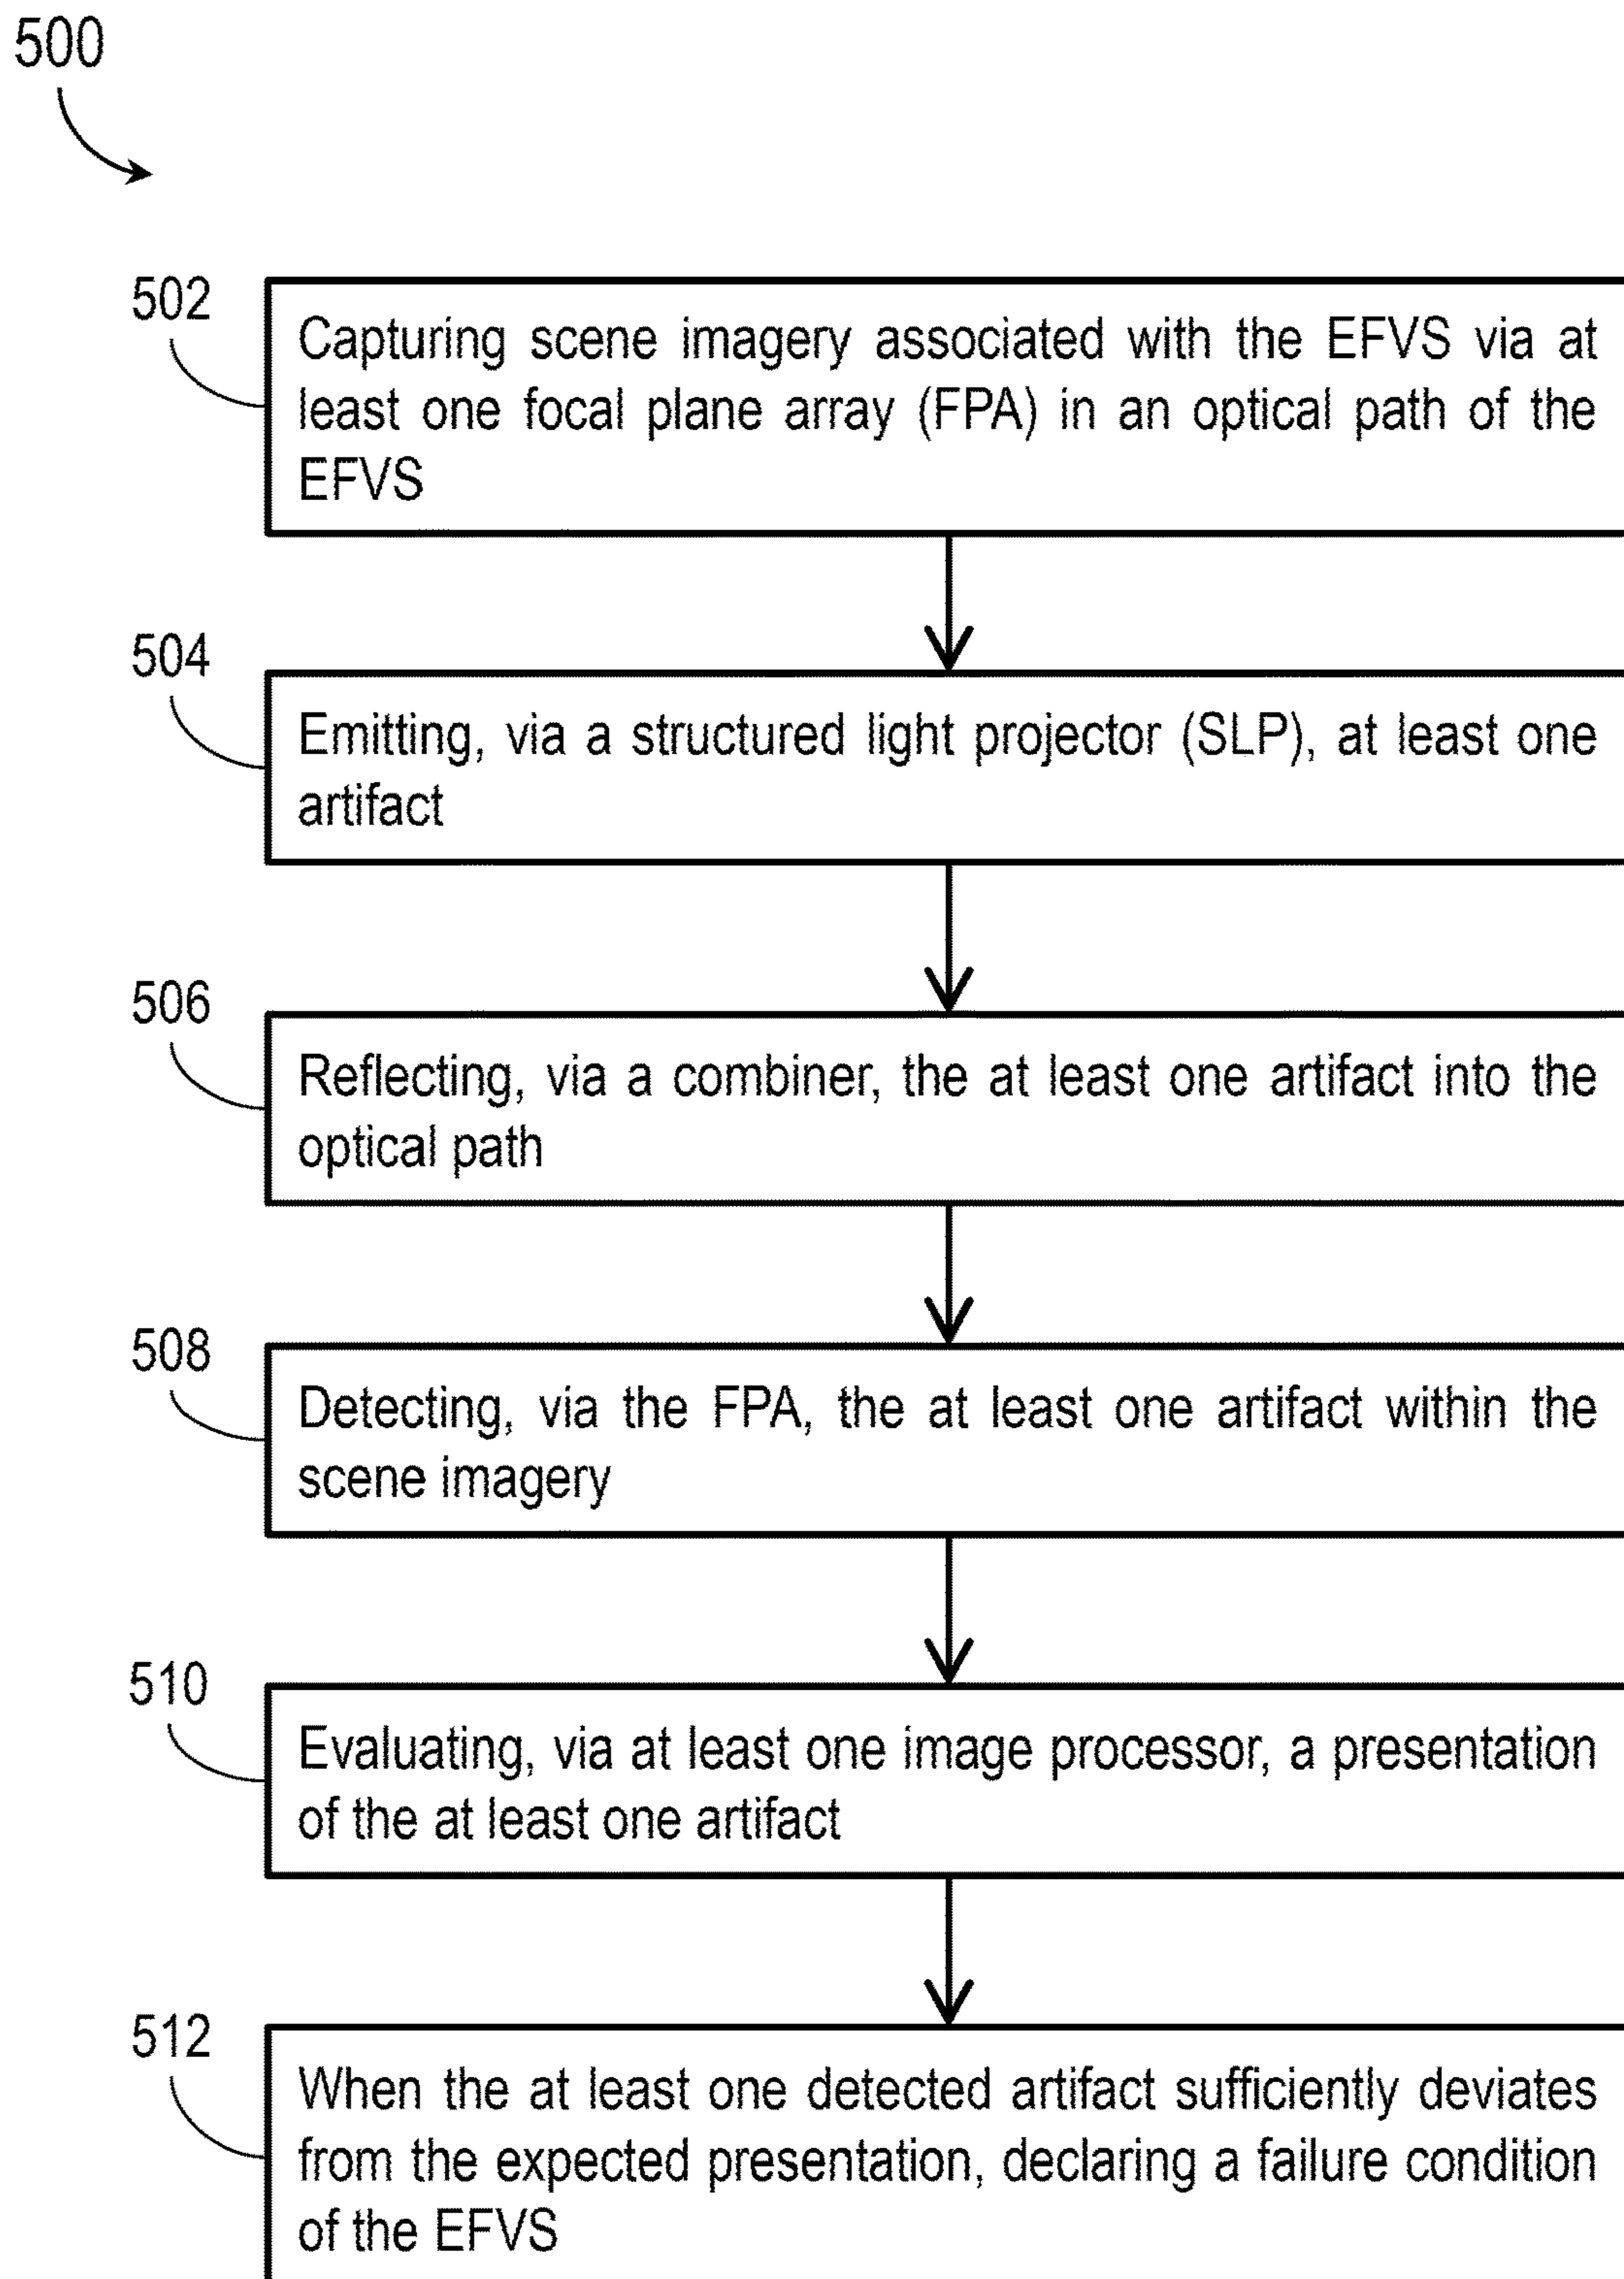 500
502
Capturing scene imagery associated with the EFVS via at
least one focal plane array (FPA) in an optical path of the
EFVS
504
Emitting, via a structured light projector (SLP), at least one
artifact
506
Reflecting, via a combiner, the at least one artifact into the
optical path
508
Detecting, via the FPA, the at least one artifact within the
scene imagery
510
Evaluating, via at least one image processor, a presentation
of the at least one artifact
512
When the at least one detected artifact sufficiently deviates
from the expected presentation, declaring a failure condition
of the EFVS